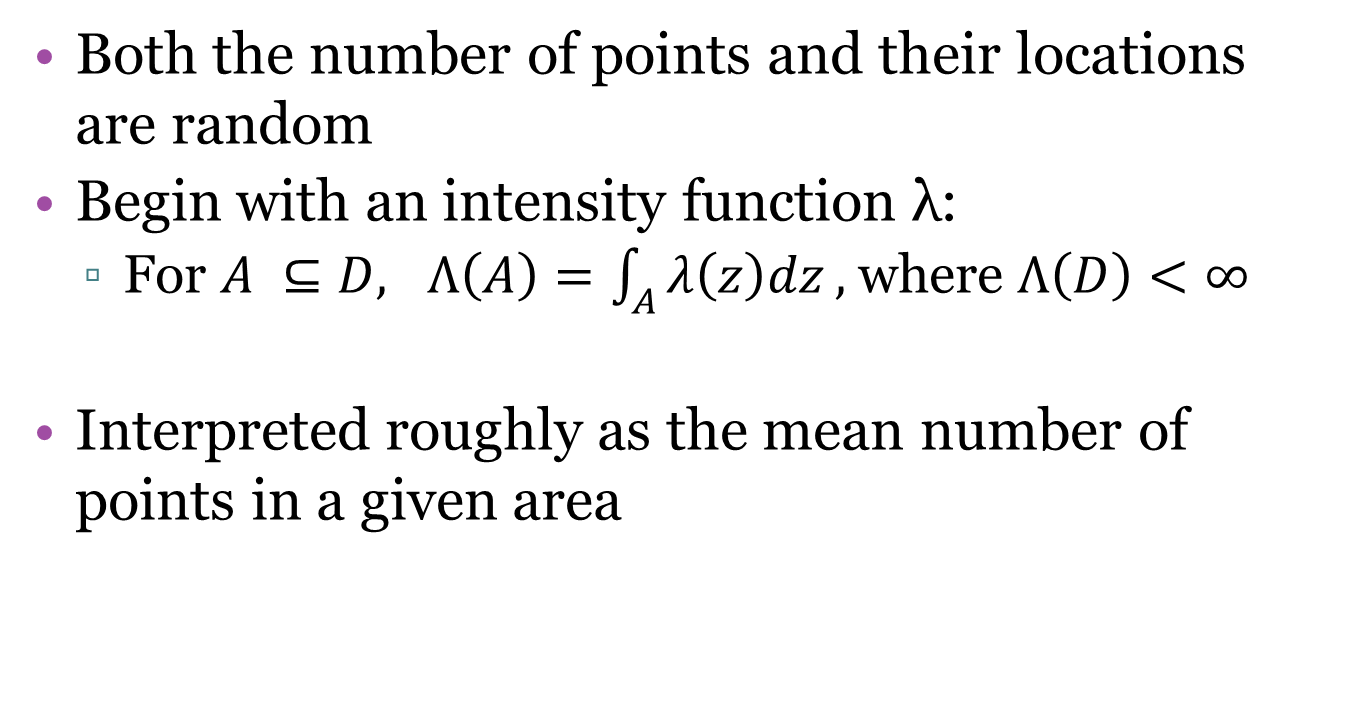 • Both the number of points and their locations
are random
• Begin with an intensity function λ:
▫ For A ⊆ D, Λ(A) = ∫_A λ(z)dz , where Λ(D) < ∞
• Interpreted roughly as the mean number of
points in a given area